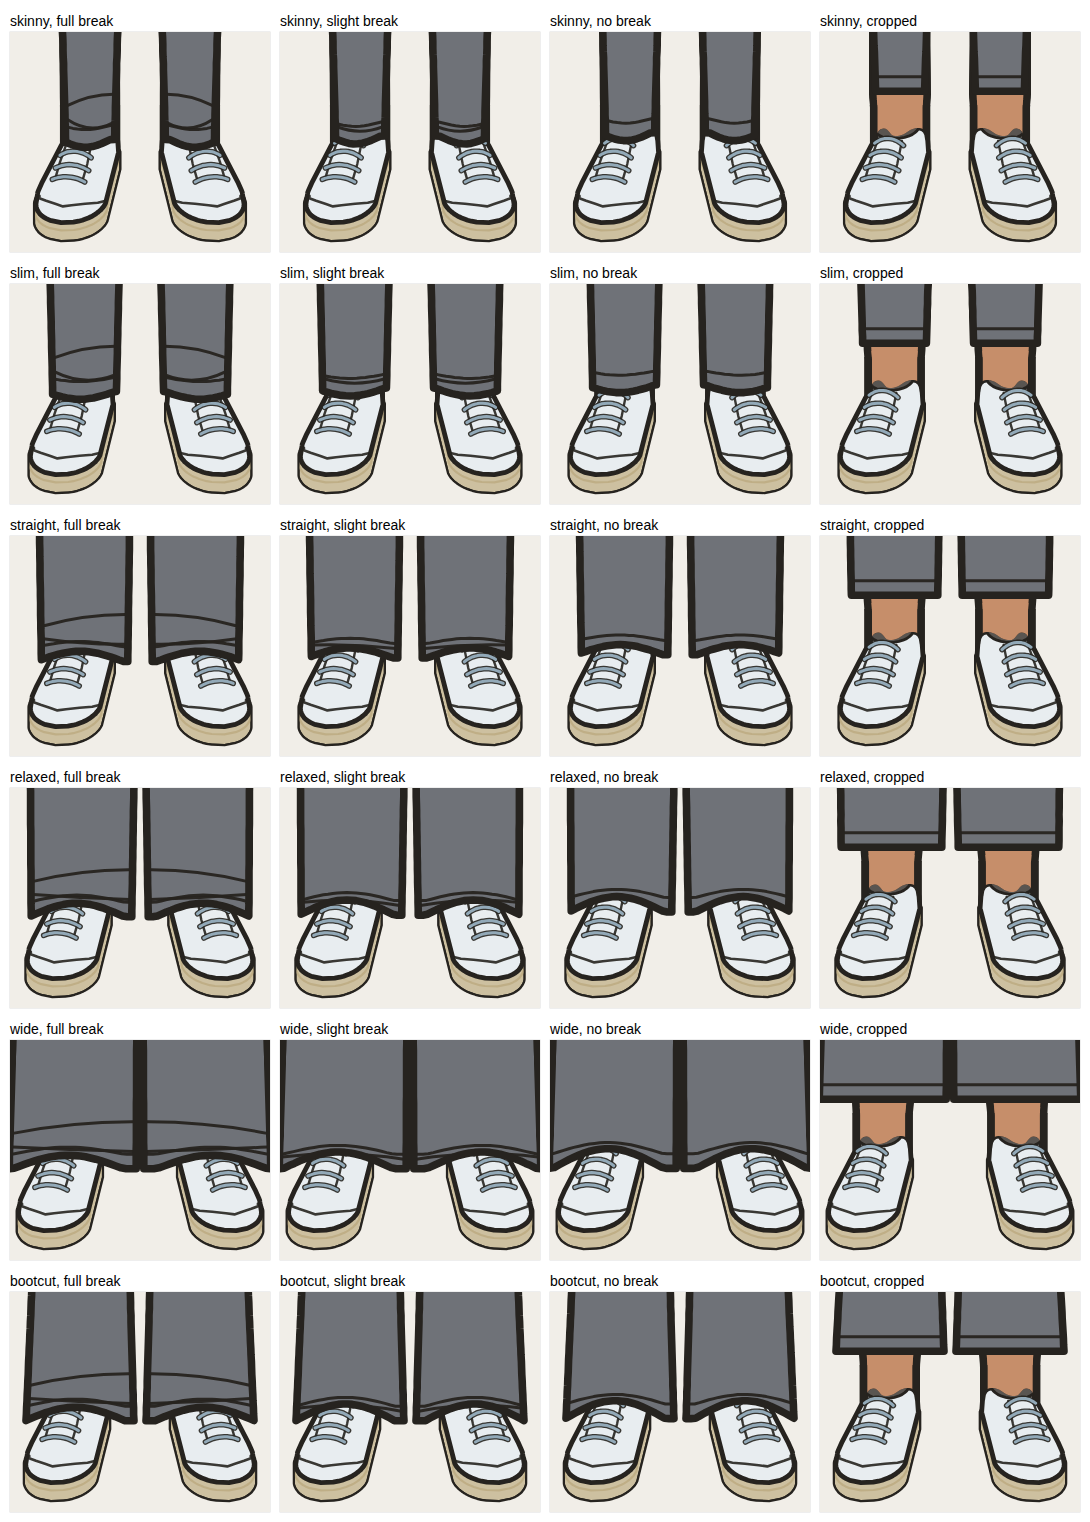 skinny, full break
skinny, slight break
skinny, no break
skinny, cropped
slim, full break
slim, slight break
slim, no break
slim, cropped
straight, full break
straight, slight break
straight, no break
straight, cropped
relaxed, full break
relaxed, slight break
relaxed, no break
relaxed, cropped
wide, full break
wide, slight break
wide, no break
wide, cropped
bootcut, full break
bootcut, slight break
bootcut, no break
bootcut, cropped